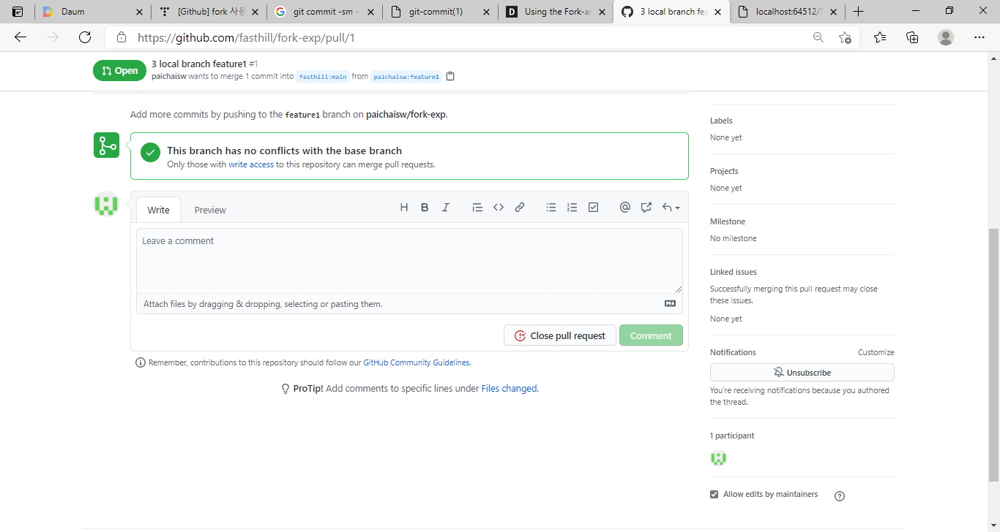 Daum
[Github] fork 사용
git commit -sm -
git-commit(1)
Using the Fork-an
3 local branch fea
localhost:64512/?
https://github.com/fasthill/fork-exp/pull/1
Open
3 local branch feature1 #1
paichaisw wants to merge 1 commit into fasthill:main from paichaisw:feature1
Add more commits by pushing to the feature1 branch on paichaisw/fork-exp.
This branch has no conflicts with the base branch
Only those with write access to this repository can merge pull requests.
Write
Preview
H B I
Leave a comment
Attach files by dragging & dropping, selecting or pasting them.
Close pull request
Comment
Remember, contributions to this repository should follow our GitHub Community Guidelines.
ProTip! Add comments to specific lines under Files changed.
Labels
None yet
Projects
None yet
Milestone
No milestone
Linked issues
Successfully merging this pull request may close
these issues.
None yet
Notifications
Customize
Unsubscribe
You're receiving notifications because you authored
the thread.
1 participant
Allow edits by maintainers